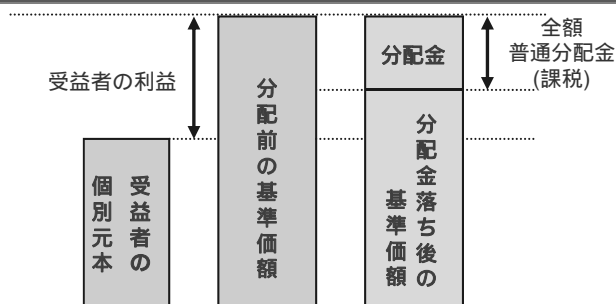 受益者の利益
受益者の
個別元本
分配前の基準価額
分配金
分配金落ち後の
基準価額
全額
普通分配金
(課税)